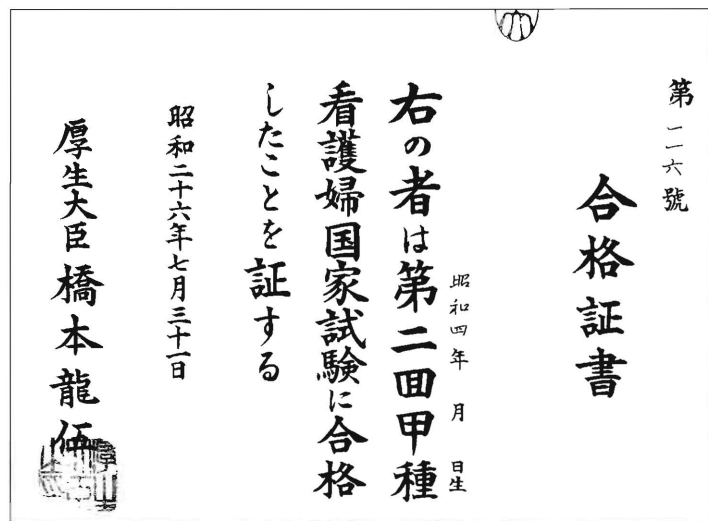 第一一六號
合格証書
昭和四年　月　日生
右の者は第二回甲種
看護婦国家試験に合格
したことを証する
昭和二十六年七月三十一日
厚生大臣 橋本龍伍